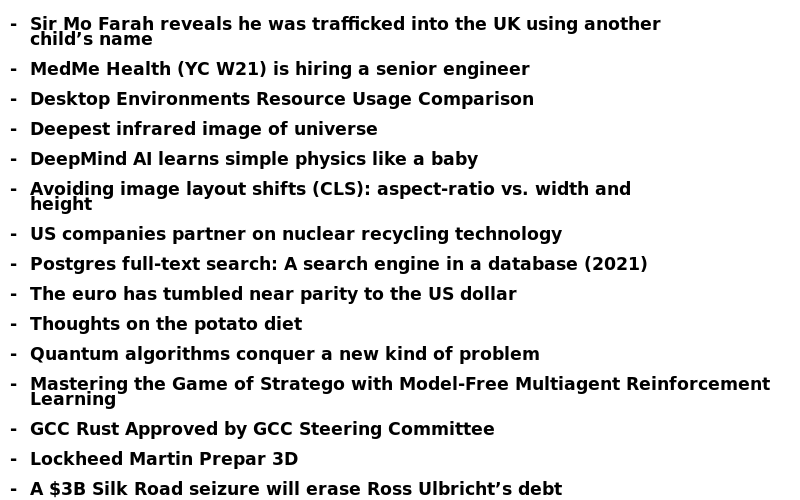 - Sir Mo Farah reveals he was trafficked into the UK using another
child’s name
- MedMe Health (YC W21) is hiring a senior engineer
- Desktop Environments Resource Usage Comparison
- Deepest infrared image of universe
- DeepMind AI learns simple physics like a baby
- Avoiding image layout shifts (CLS): aspect-ratio vs. width and
height
- US companies partner on nuclear recycling technology
- Postgres full-text search: A search engine in a database (2021)
- The euro has tumbled near parity to the US dollar
- Thoughts on the potato diet
- Quantum algorithms conquer a new kind of problem
- Mastering the Game of Stratego with Model-Free Multiagent Reinforcement
Learning
- GCC Rust Approved by GCC Steering Committee
- Lockheed Martin Prepar 3D
- A $3B Silk Road seizure will erase Ross Ulbricht’s debt